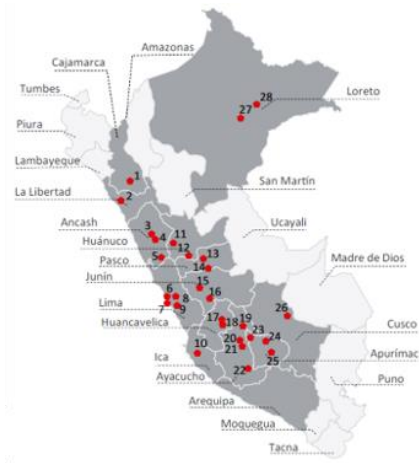 Amazonas
Cajamarca
Tumbes
Piura
Lambayeque
La Libertad
Ancash
Huánuco
Pasco
Junín
Lima
Huancavelica
Ica
Ayacucho
Arequipa
Moquegua
Tacna
Loreto
San Martín
Ucayali
Madre de Dios
Cusco
Apurímac
Puno
1
2
3
4
5
6
7
8
9
10
11
12
13
14
15
16
17
18
19
20
21
22
23
24
25
26
27
28